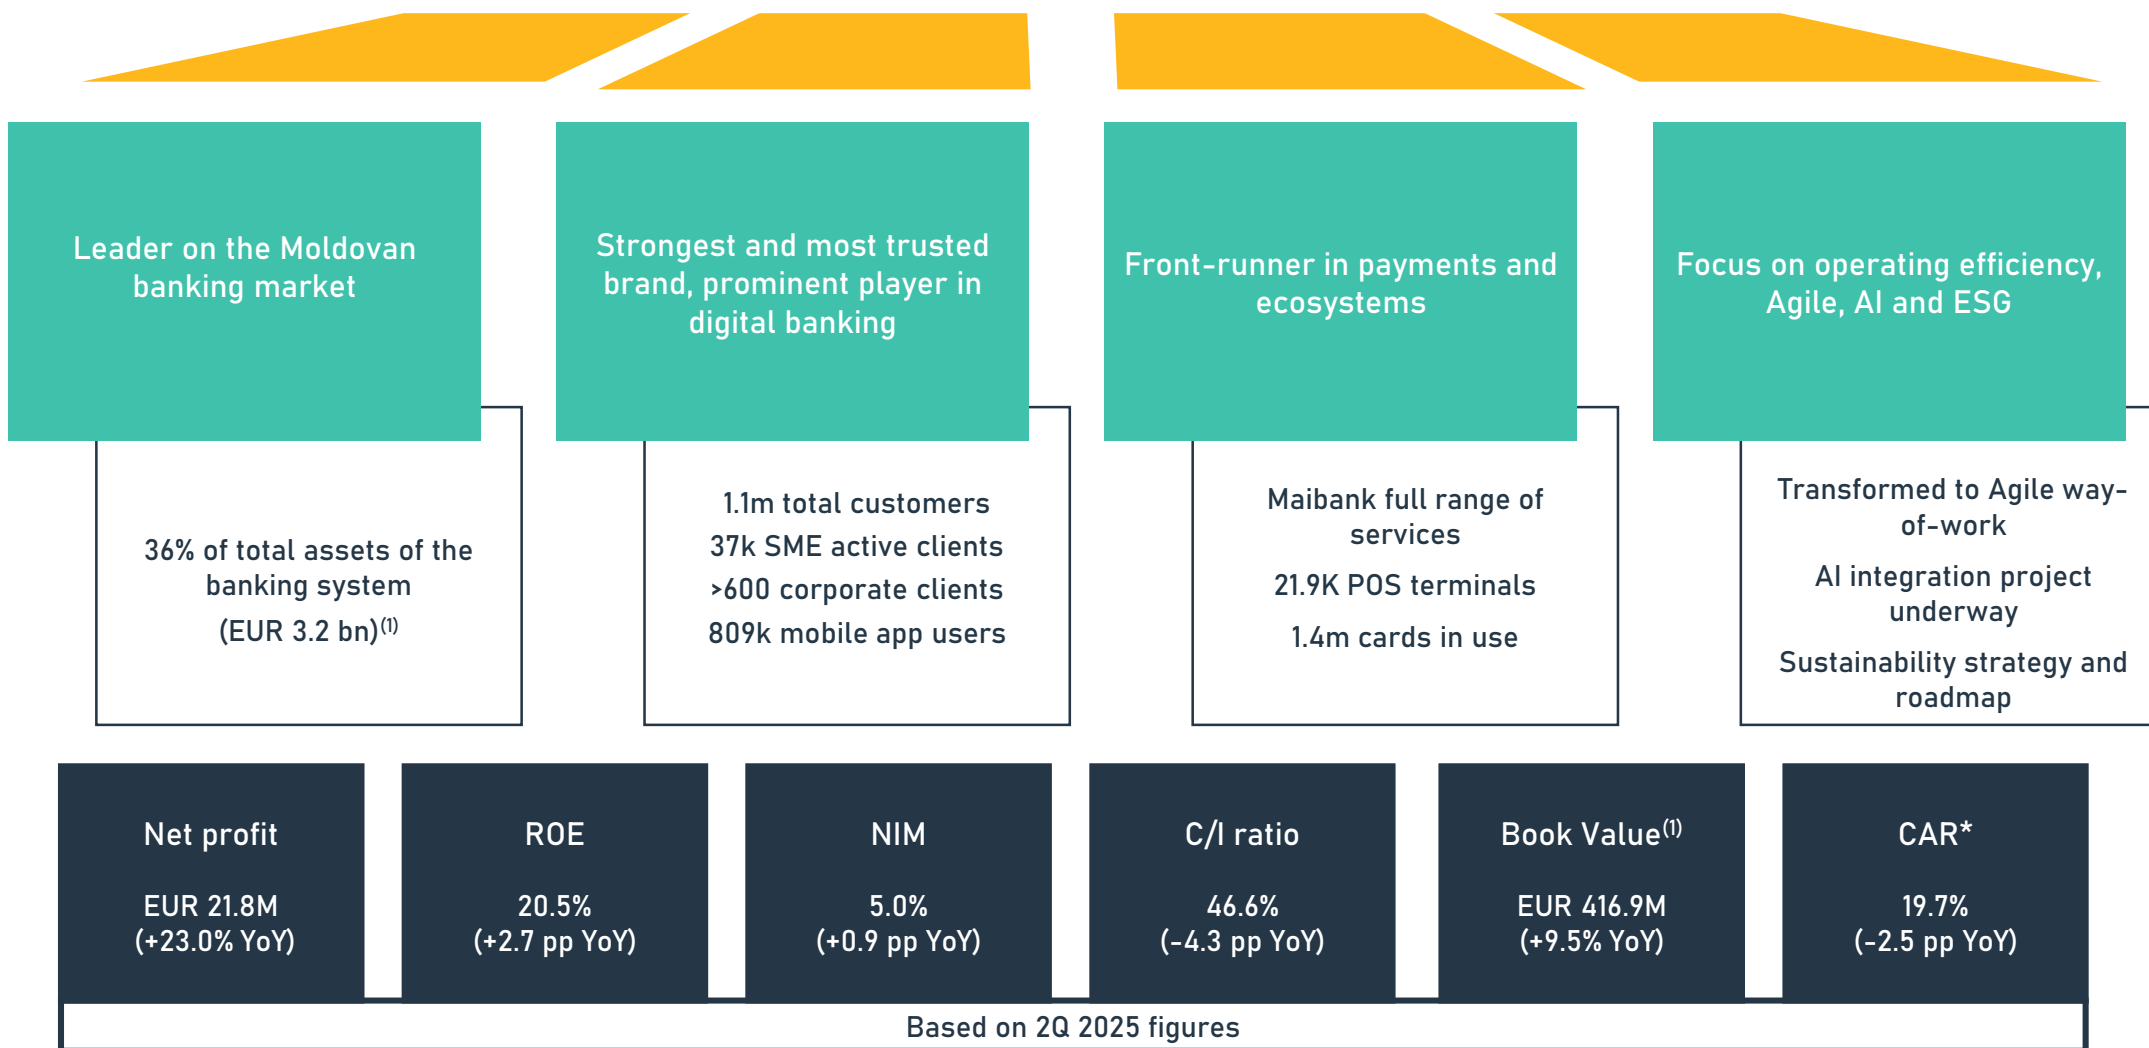 Leader on the Moldovan
banking market
36% of total assets of the
banking system
(EUR 3.2 bn)(1)
Strongest and most trusted
brand, prominent player in
digital banking
1.1m total customers
37k SME active clients
>600 corporate clients
809k mobile app users
Front-runner in payments and
ecosystems
Maibank full range of
services
21.9K POS terminals
1.4m cards in use
Focus on operating efficiency,
Agile, AI and ESG
Transformed to Agile way-
of-work
AI integration project
underway
Sustainability strategy and
roadmap
Net profit
EUR 21.8M
(+23.0% YoY)
ROE
20.5%
(+2.7 pp YoY)
NIM
5.0%
(+0.9 pp YoY)
C/I ratio
46.6%
(-4.3 pp YoY)
Book Value(1)
EUR 416.9M
(+9.5% YoY)
CAR*
19.7%
(-2.5 pp YoY)
Based on 2Q 2025 figures